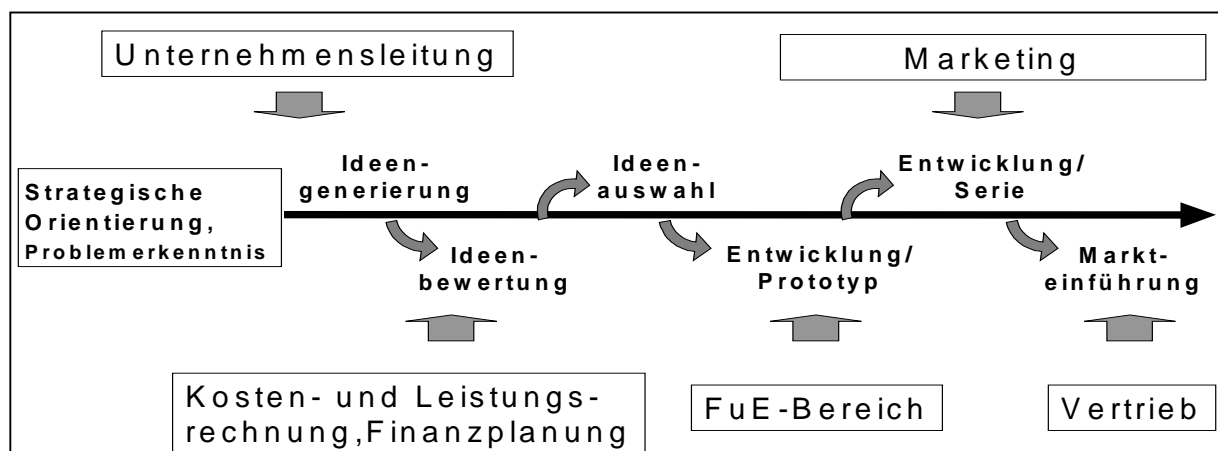 Unternehmensleitung
Marketing
Ideen-
generierung
Ideen-
auswahl
Entwicklung/
Serie
Strategische
Orientierung,
Problemerkenntnis
Ideen-
bewertung
Entwicklung/
Prototyp
Markt-
einführung
Kosten- und Leistungs-
rechnung,Finanzplanung
FuE-Bereich
Vertrieb